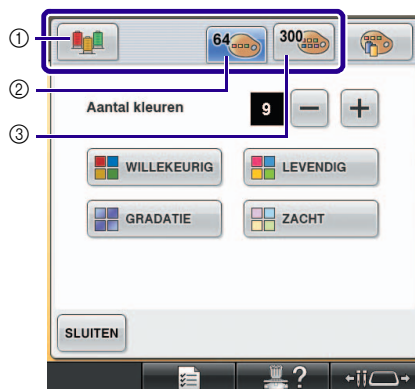 ①
64
300
②
③
Aantal kleuren
9 − +
WILLEKEURIG LEVENDIG
GRADATIE ZACHT
SLUITEN
?